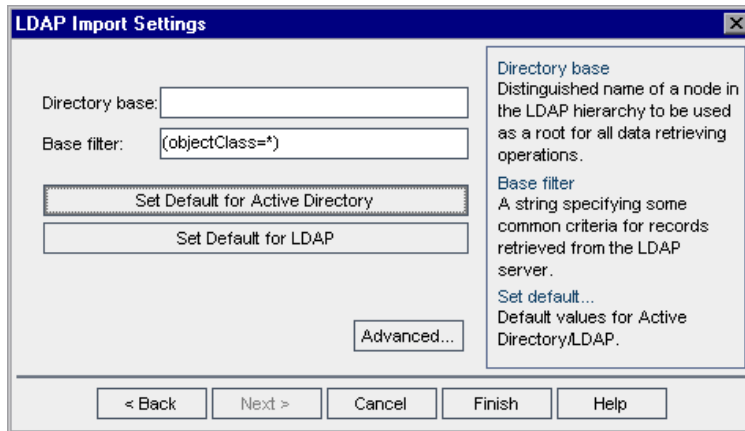 LDAP Import Settings
Directory base:
Base filter:
(objectClass=*)
Set Default for Active Directory
Set Default for LDAP
Advanced...
Directory base
Distinguished name of a node in
the LDAP hierarchy to be used
as a root for all data retrieving
operations.
Base filter
A string specifying some
common criteria for records
retrieved from the LDAP
server.
Set default...
Default values for Active
Directory/LDAP.
< Back
Next >
Cancel
Finish
Help